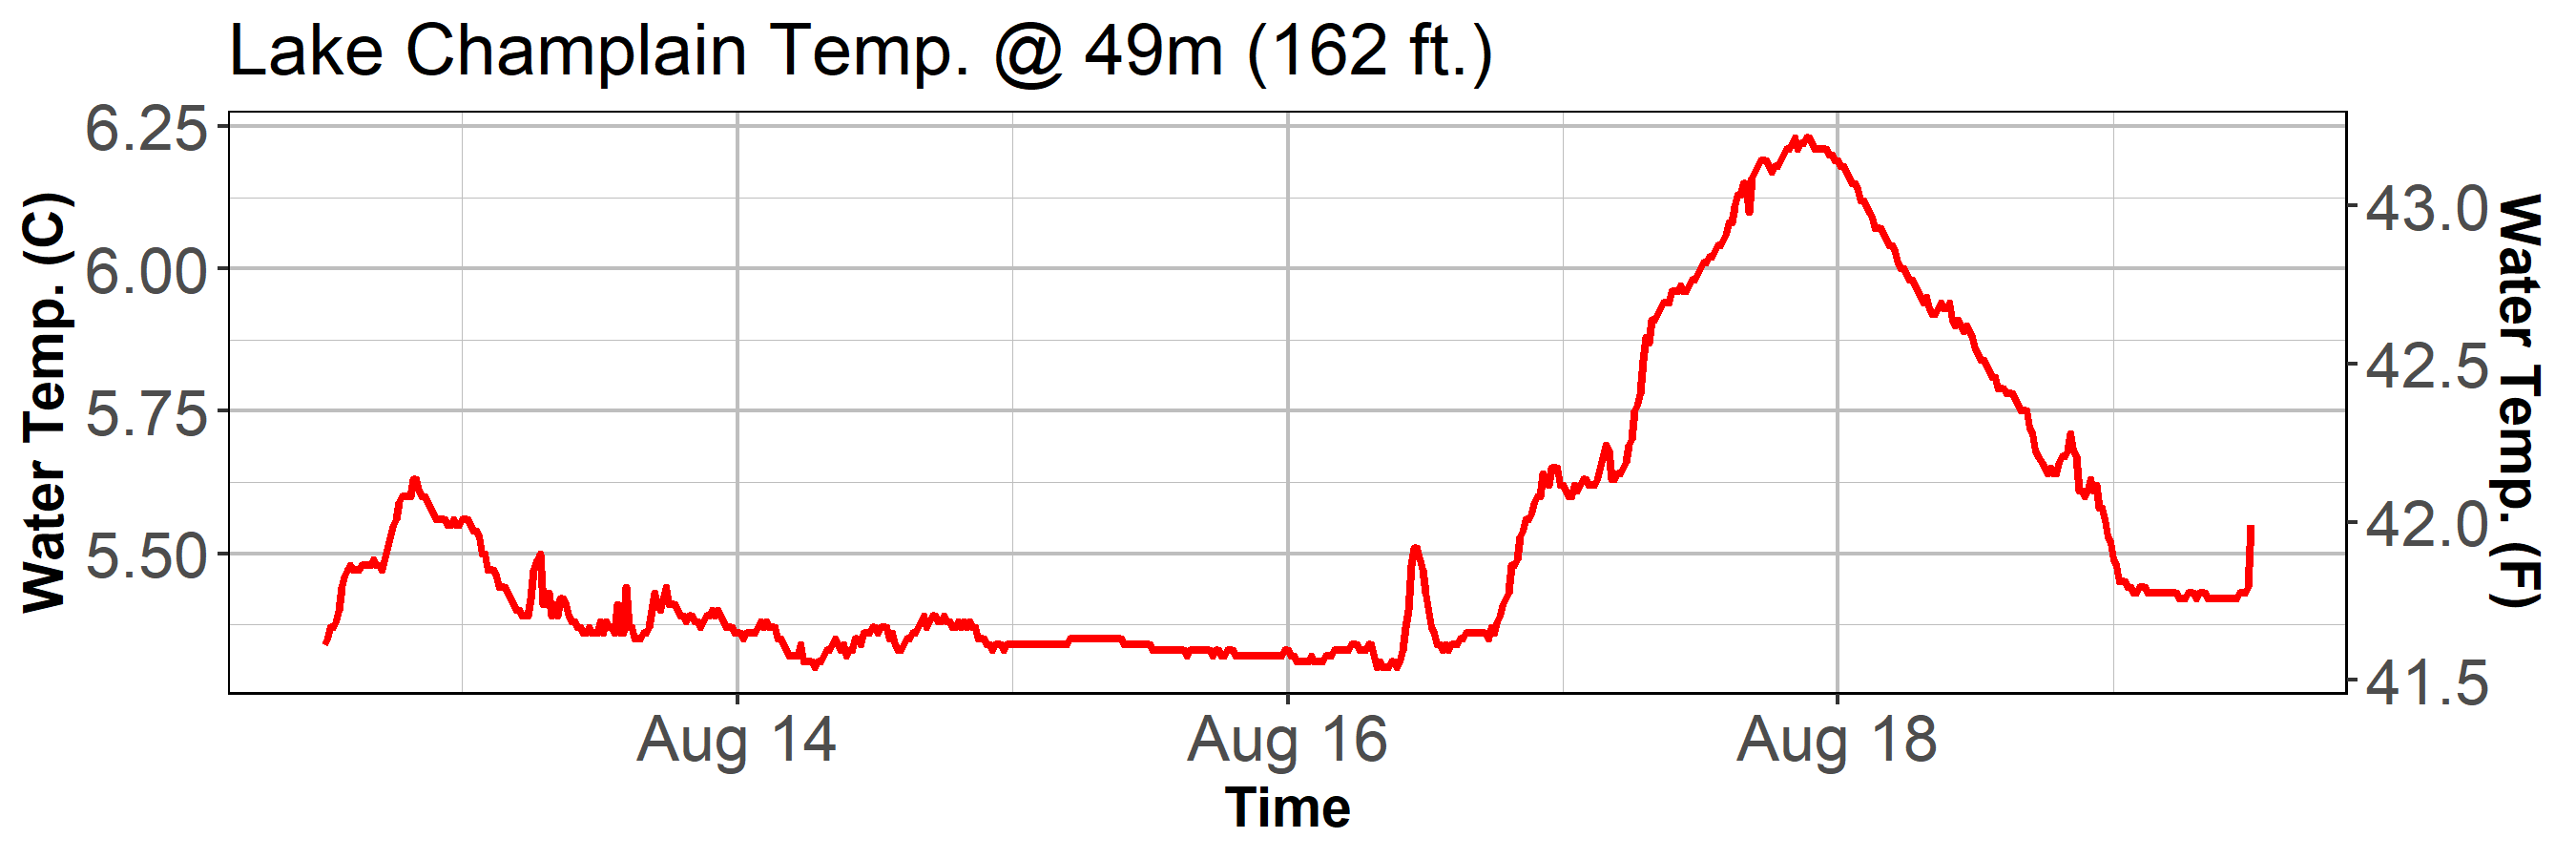 Lake Champlain Temp. @ 49m (162 ft.)
Water Temp. (C)
6.25
6.00
5.75
5.50
43.0
42.5
42.0
41.5
Water Temp. (F)
Aug 14
Aug 16
Aug 18
Time